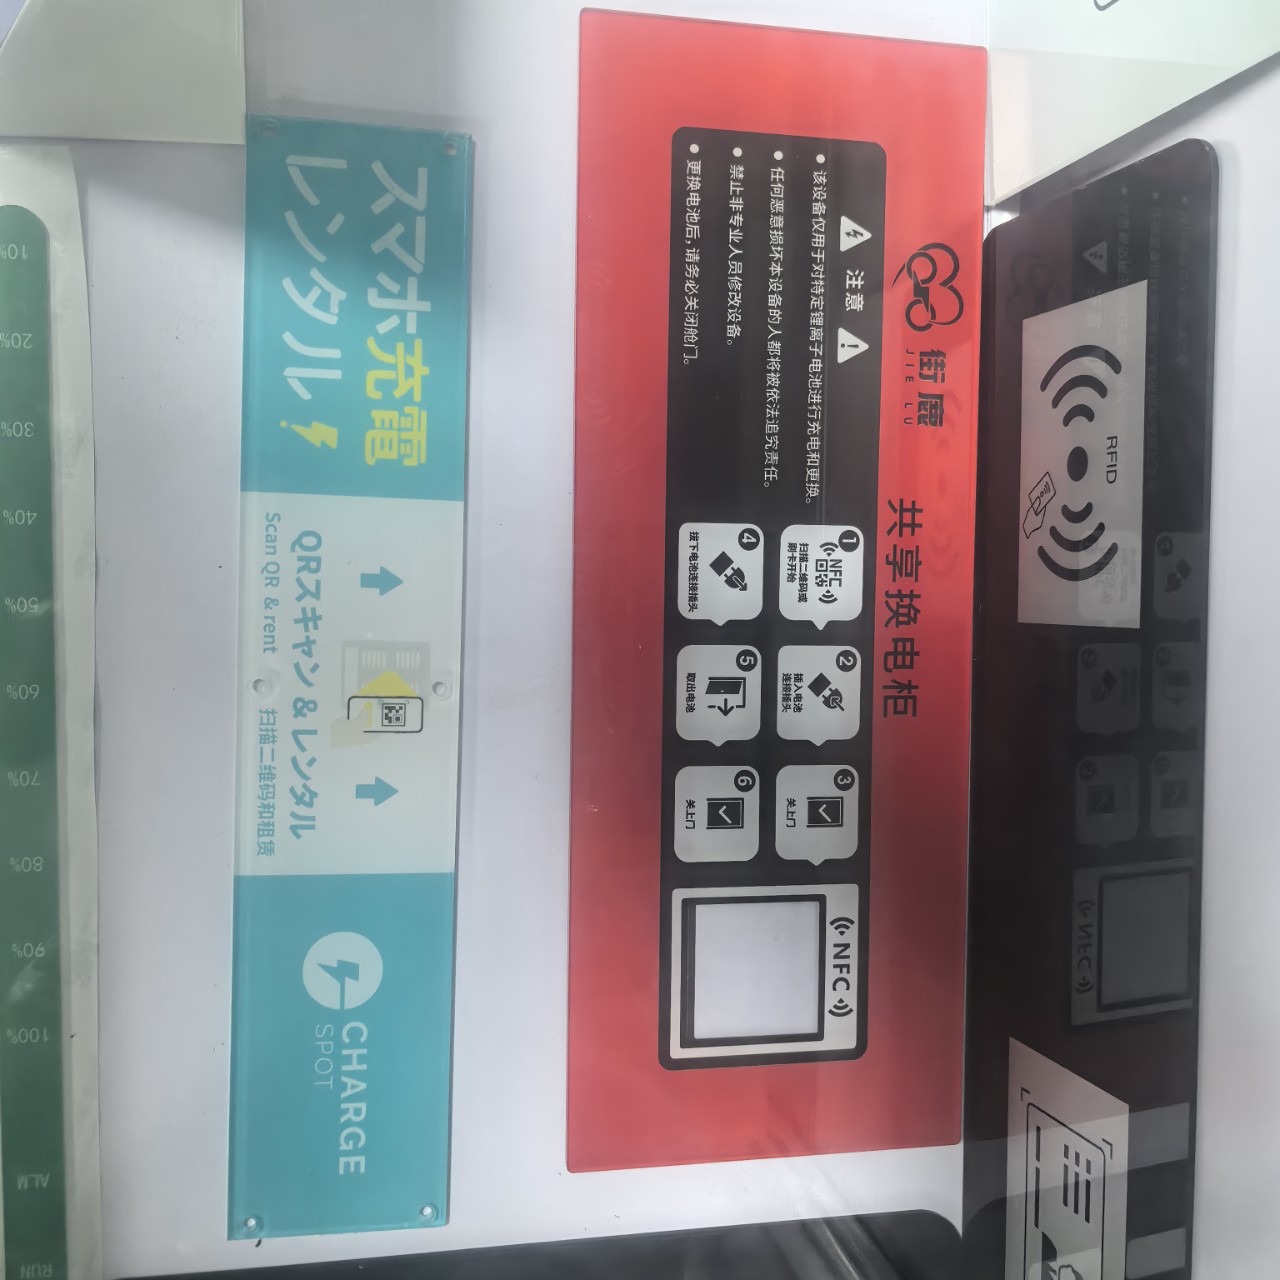 10%
20%
30%
40%
50%
60%
70%
80%
90%
100%
ALM
RUN
スマホ充電
レンタル
QRスキャン & レンタル
Scan QR & rent
扫描二维码和租赁
CHARGE
SPOT
街鹿
JIE LU
共享换电柜
注意
● 该设备仅用于对特定锂离子电池进行充电和更换。
● 任何恶意损坏本设备的人都将被依法追究责任。
● 禁止非专业人员修改设备。
● 更换电池后,请务必关闭舱门。
1
NFC
扫描二维码或
刷卡开始
2
插入电池
连接插头
3
关上门
4
拔下电池连接插头
5
取出电池
6
关上门
NFC
RFID
NFC